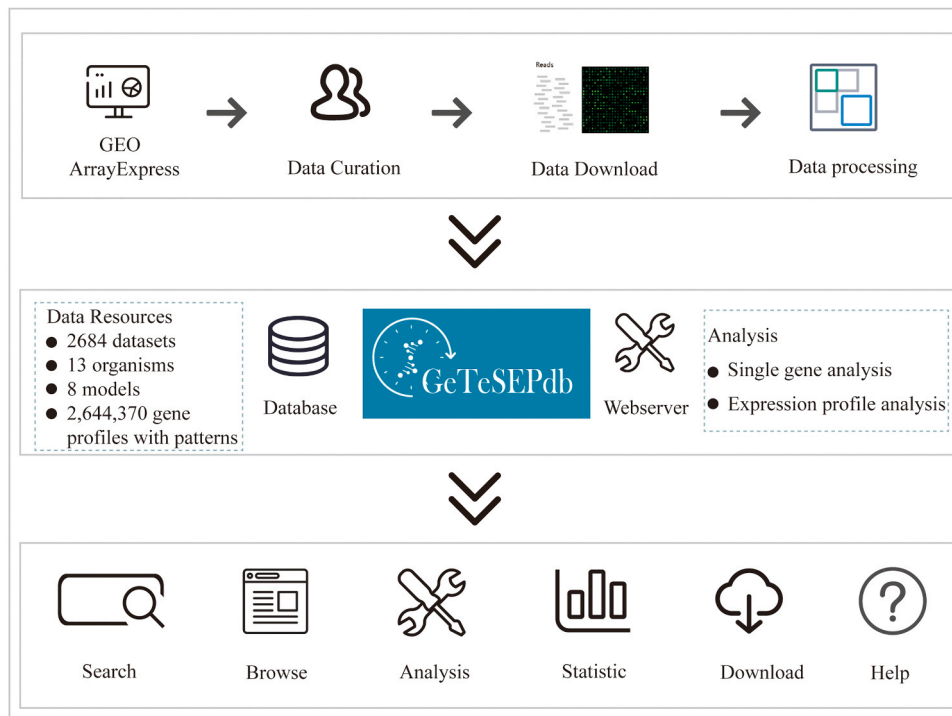 Reads
GEO
ArrayExpress
Data Curation
Data Download
Data processing
Data Resources
2684 datasets
13 organisms
8 models
2,644,370 gene
profiles with patterns
Database
GeTeSEPdb
Webserver
Analysis
Single gene analysis
Expression profile analysis
Search
Browse
Analysis
Statistic
Download
Help
?